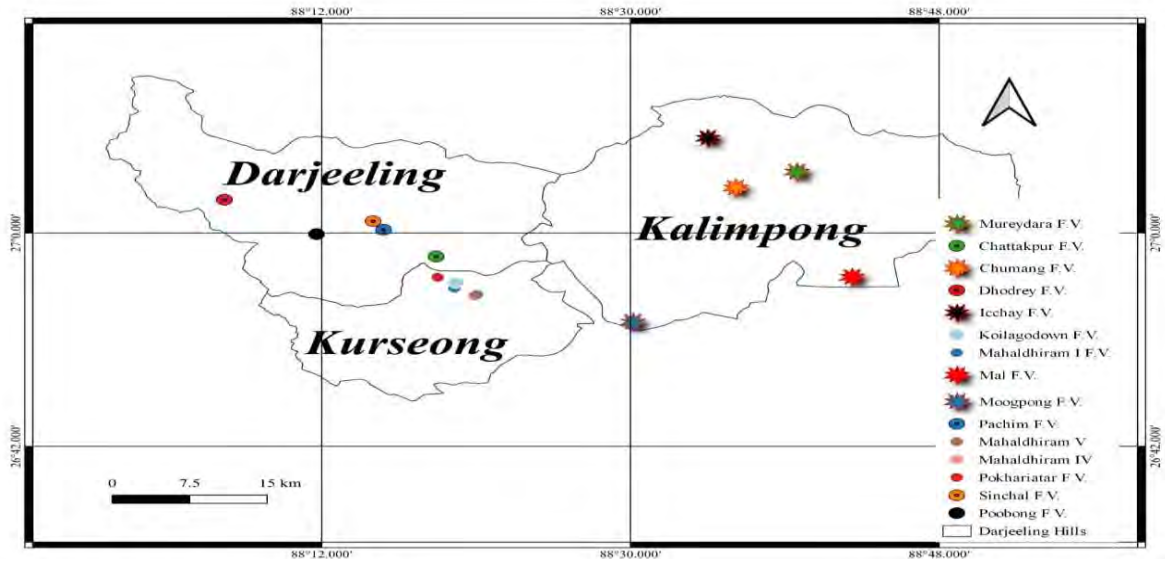 88°12.000' 88°30.000' 88°48.000'
Darjeeling
Kalimpong
Kurseong
27°0.000'
27°0.000'
26°42.000'
26°42.000'
Mureydara F.V.
Chattakpur F.V.
Chumang F.V.
Dhodrey F.V.
Icchay F.V.
Koilagodown F.V.
Mahaldhiram I F.V.
Mal F.V.
Moogpong F.V.
Pachim F.V.
Mahaldhiram V
Mahaldhiram IV
Pokhariatar F.V.
Sinchal F.V.
Poobong F.V.
Darjeeling Hills
0 7.5 15 km
88°12.000' 88°30.000' 88°48.000'